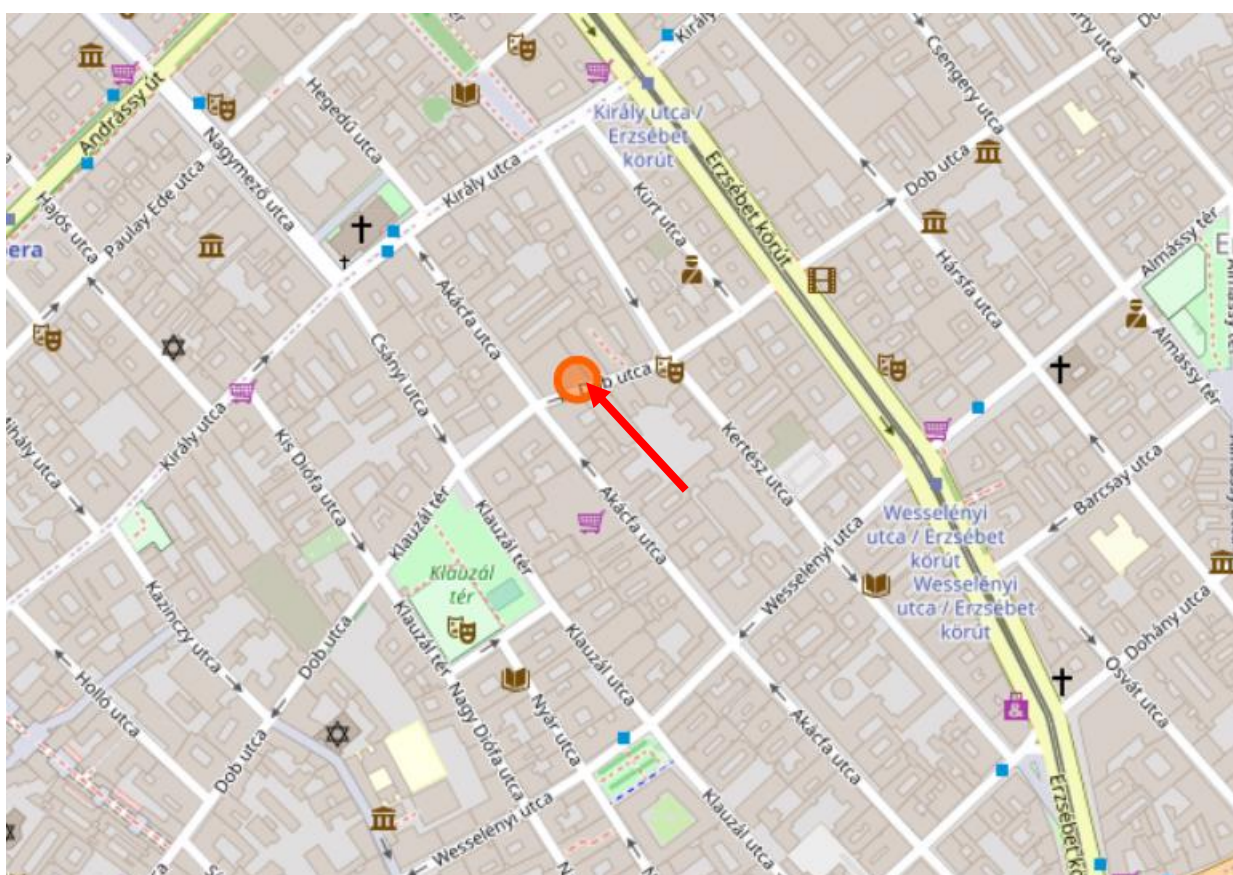 Király
Csengery utca
Andrássy út
Hegedű utca
Király utca /
Erzsébet
körút
Dob utca
Nagymező utca
Király utca
Erzsébet körút
Kürt utca
Hajós utca
Paulay Ede utca
Almássy tér
era
Akácfa utca
Hársfa utca
Almássy tér
Csányi utca
Dob utca
Király utca
Kis Diófa utca
Kertész utca
Klauzál tér
Klauzál tér
Akácfa utca
Barcsay utca
Wesselényi
utca / Erzsébet
körút
Wesselényi
utca / Erzsébet
körút
Wesselényi utca
Klauzál
tér
Kazinczy utca
Dob utca
Klauzál tér
Klauzál utca
Dohány utca
Osvát utca
Holló utca
Nagy Diófa utca
Nyár utca
Akácfa utca
Dob utca
Wesselényi utca
Klauzál utca
Erzsébet